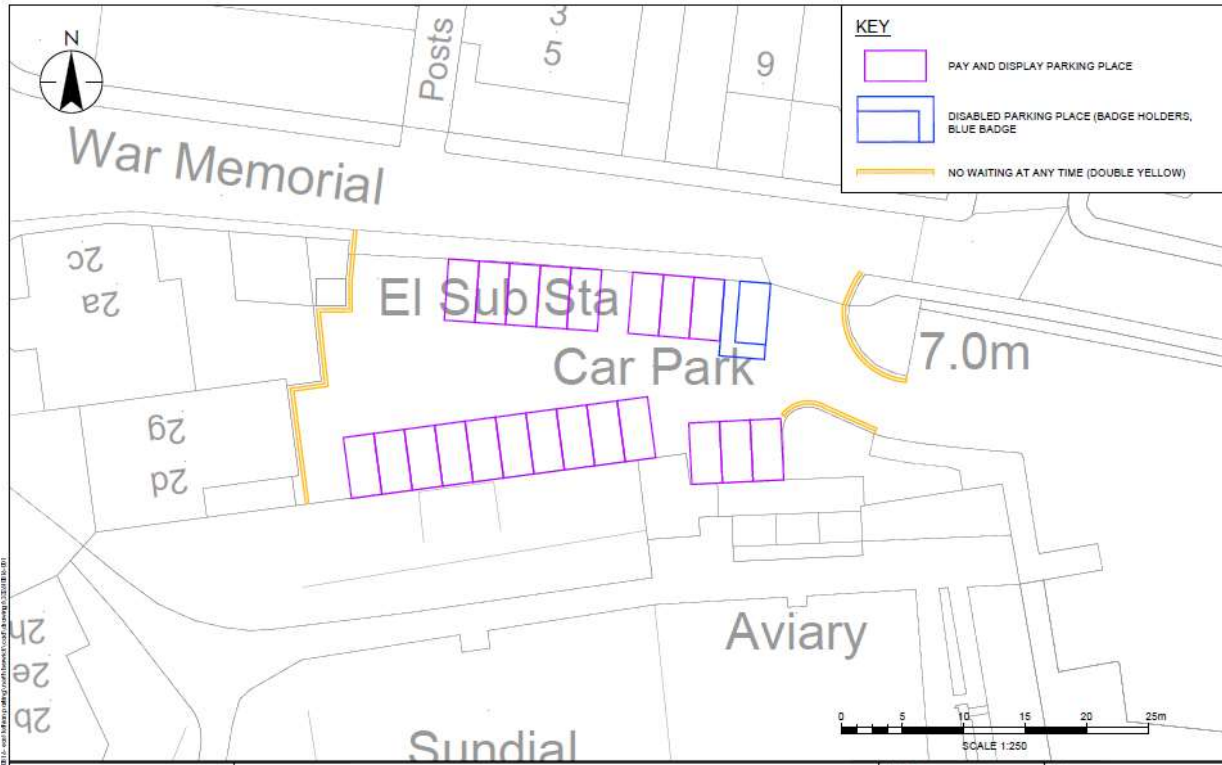 N
Posts
3
5
9
KEY
PAY AND DISPLAY PARKING PLACE
DISABLED PARKING PLACE (BADGE HOLDERS,
BLUE BADGE
NO WAITING AT ANY TIME (DOUBLE YELLOW)
War Memorial
2c
2a
El Sub Sta
Car Park
7.0m
2g
2d
Aviary
2h
2e
2b
Sundial
0 5 10 15 20 25m
SCALE 1:250